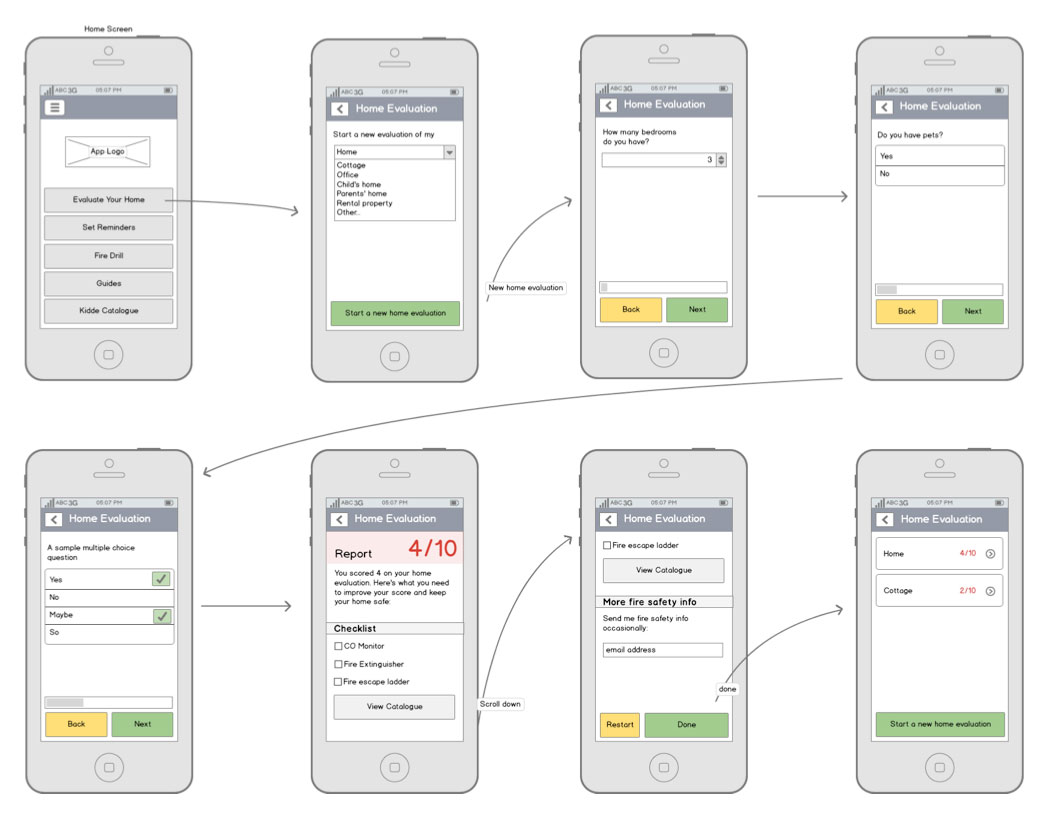 Home Screen
ABC 3G 05:07 PM
App Logo
Evaluate Your Home
Set Reminders
Fire Drill
Guides
Kidde Catalogue
ABC 3G 05:07 PM
Home Evaluation
Start a new evaluation of my
Home
Cottage
Office
Child's home
Parents' home
Rental property
Other..
Start a new home evaluation
New home evaluation
ABC 3G 05:07 PM
Home Evaluation
How many bedrooms
do you have?
3
Back Next
ABC 3G 05:07 PM
Home Evaluation
Do you have pets?
Yes
No
Back Next
ABC 3G 05:07 PM
Home Evaluation
A sample multiple choice
question
Yes
No
Maybe
So
Back Next
ABC 3G 05:07 PM
Home Evaluation
Report 4/10
You scored 4 on your home
evaluation. Here's what you need
to improve your score and keep
your home safe:
Checklist
CO Monitor
Fire Extinguisher
Fire escape ladder
View Catalogue
Scroll down
ABC 3G 05:07 PM
Home Evaluation
Fire escape ladder
View Catalogue
More fire safety info
Send me fire safety info
occasionally:
email address
Restart Done
done
ABC 3G 05:07 PM
Home Evaluation
Home 4/10
Cottage 2/10
Start a new home evaluation